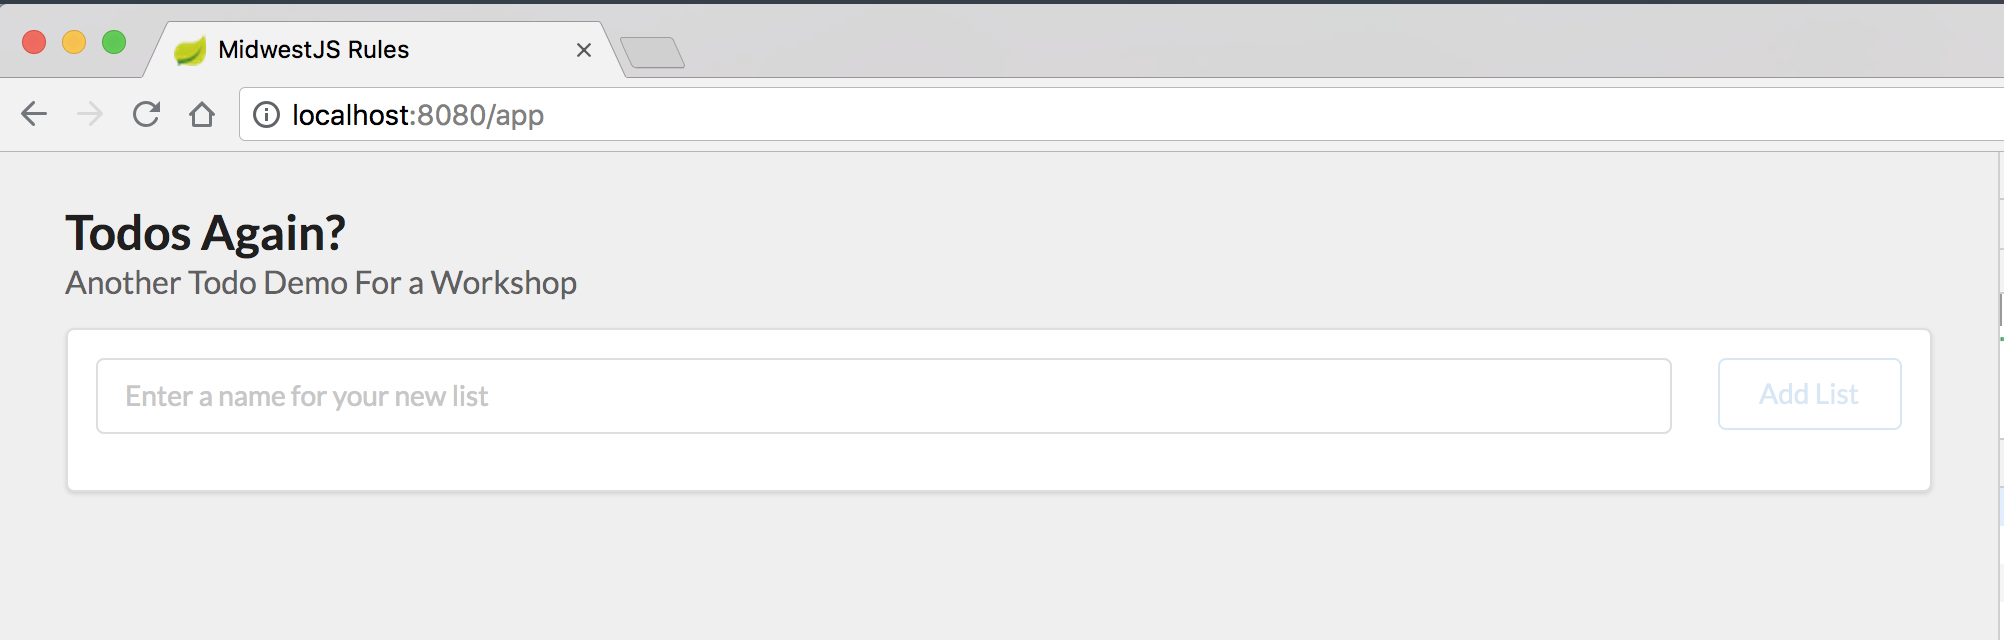 MidwestJS Rules
localhost:8080/app
Todos Again?
Another Todo Demo For a Workshop
Enter a name for your new list
Add List